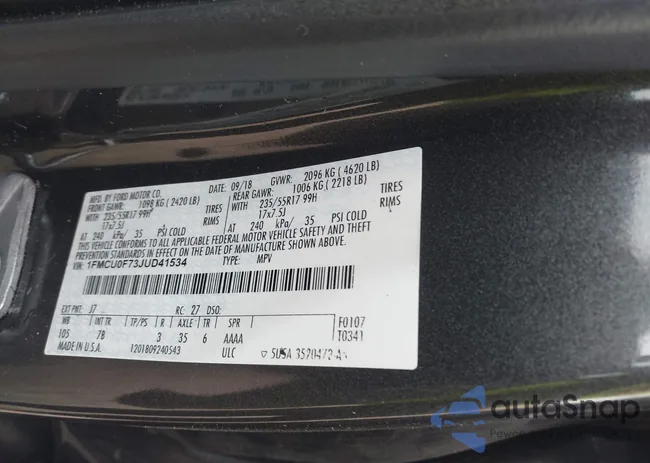 MFD. BY FORD MOTOR CO.
DATE: 09/18 GVWR: 2096 KG (4620 LB)
FRONT GAWR: 1098 KG (2420 LB)
REAR GAWR: 1006 KG (2218 LB)
WITH 235/55R17 99H TIRES
WITH 235/55R17 99H TIRES
17x7.5J RIMS
17x7.5J RIMS
AT 240 kPa/ 35 PSI COLD
AT 240 kPa/ 35 PSI COLD
THIS VEHICLE CONFORMS TO ALL APPLICABLE FEDERAL MOTOR VEHICLE SAFETY AND THEFT
PREVENTION STANDARDS IN EFFECT ON THE DATE OF MANUFACTURE SHOWN ABOVE.
VIN: 1FMCU0F73JUD41534 TYPE: MPV
EXT PNT: J7 RC: 27 DSO:
WB INT TR TP/PS R AXLE TR SPR
105 7B 3 35 6 AAAA
F0107
T0341
MADE IN U.S.A. 1201809240543 ULC
autoSnap